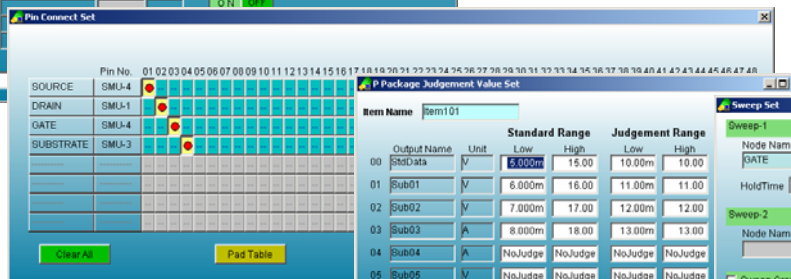 ON OFF
Pin Connect Set
Pin No. 01 02 03 04 05 06 07 08 09 10 11 12 13 14 15 16 17 18 19 20 21 22 23 24 25 26 27 28 29 30 31 32 33 34 35 36 37 38 39 40 41 42 43 44 45 46 47 48
SOURCE SMU-4
DRAIN SMU-1
GATE SMU-4
SUBSTRATE SMU-3
Clear All Pad Table
P Package Judgement Value Set
Item Name Item101
Standard Range Judgement Range
Output Name Unit Low High Low High
00 StdData V 5.000m 15.00 10.00m 10.00
01 Sub01 V 6.000m 16.00 11.00m 11.00
02 Sub02 V 7.000m 17.00 12.00m 12.00
03 Sub03 A 8.000m 18.00 13.00m 13.00
04 Sub04 A NoJudge NoJudge NoJudge NoJudge
05 Sub05 V NoJudge NoJudge NoJudge NoJudge
Sweep Set
Sweep-1
Node Nam
GATE
HoldTime
Sweep-2
Node Nam